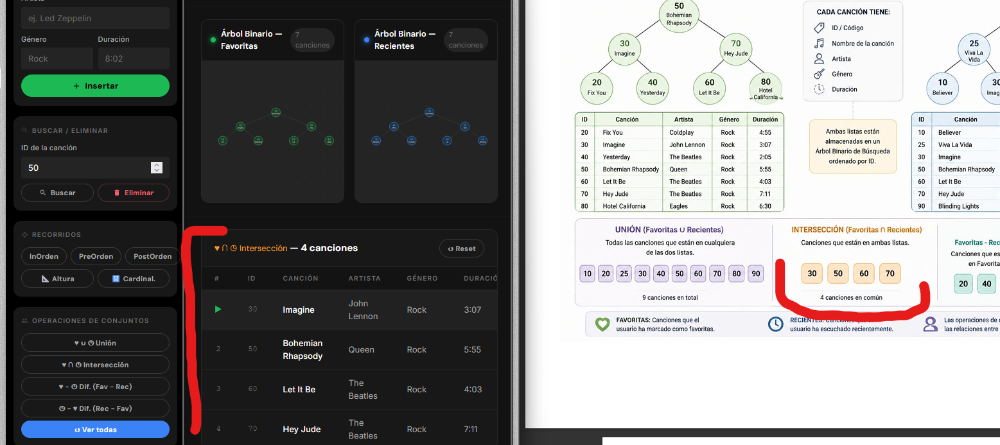 ej. Led Zeppelin
Género
Duración
Rock
8:02
+ Insertar
BUSCAR / ELIMINAR
ID de la canción
50
Buscar
Eliminar
RECORRIDOS
InOrden
PreOrden
PostOrden
Altura
Cardinal.
OPERACIONES DE CONJUNTOS
♥ ∪ Unión
♥ ∩ Intersección
♥ – Dif. (Fav – Rec)
– ♥ Dif. (Rec – Fav)
↺ Ver todas
Árbol Binario —
Favoritas
7
canciones
Árbol Binario —
Recientes
7
canciones
♥ ∩ Intersección — 4 canciones
↺ Reset
# ID CANCIÓN ARTISTA GÉNERO DURACIÓ
30 Imagine John Lennon Rock 3:07
2 50 Bohemian Rhapsody Queen Rock 5:55
3 60 Let It Be The Beatles Rock 4:03
4 70 Hey Jude The Beatles Rock 7:11
50
Bohemian
Rhapsody
30
Imagine
70
Hey Jude
20
Fix You
40
Yesterday
60
Let It Be
80
Hotel
California
CADA CANCIÓN TIENE:
ID / Código
Nombre de la canción
Artista
Género
Duración
25
Viva La
Vida
10
Believer
30
Imag
ID Canción Artista Género Duración
20 Fix You Coldplay Rock 4:55
30 Imagine John Lennon Rock 3:07
40 Yesterday The Beatles Rock 2:05
50 Bohemian Rhapsody Queen Rock 5:55
60 Let It Be The Beatles Rock 4:03
70 Hey Jude The Beatles Rock 7:11
80 Hotel California Eagles Rock 6:30
Ambas listas están
almacenadas en un
Árbol Binario de Búsqueda
ordenado por ID.
ID Canción
10 Believer
25 Viva La Vida
30 Imagine
50 Bohemian Rhapsody
60 Let It Be
70 Hey Jude
90 Blinding Lights
UNIÓN (Favoritas ∪ Recientes)
Todas las canciones que están en cualquiera
de las dos listas.
10 20 25 30 40 50 60 70 80 90
9 canciones en total
INTERSECCIÓN (Favoritas ∩ Recientes)
Canciones que están en ambas listas.
30 50 60 70
4 canciones en común
Favoritas - Rec
Canciones que es
en Favorita
20 40
FAVORITAS: Canciones que el
usuario ha marcado como favoritas.
RECIENTES: Canciones que el
usuario ha escuchado recientemente.
Las operaciones de c
las relaciones entre